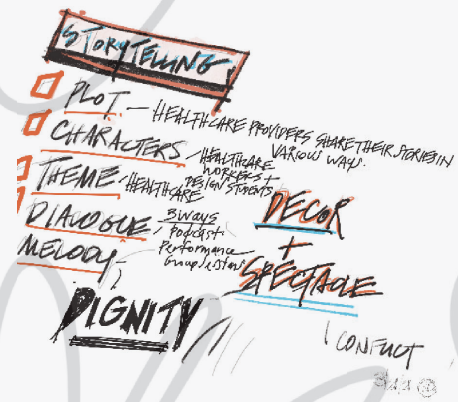 STORYTELLING
PLOT — HEALTHCARE PROVIDERS SHARE THEIR STORIES IN
VARIOUS WAYS.
CHARACTERS - HEALTHCARE
WORKERS +
DESIGN STUDENTS
THEME - HEALTHCARE
DIALOGUE, 3 ways
Podcast
Performance
Group
MELODY,
DECOR
+
SPECTACLE
DIGNITY
CONFLICT